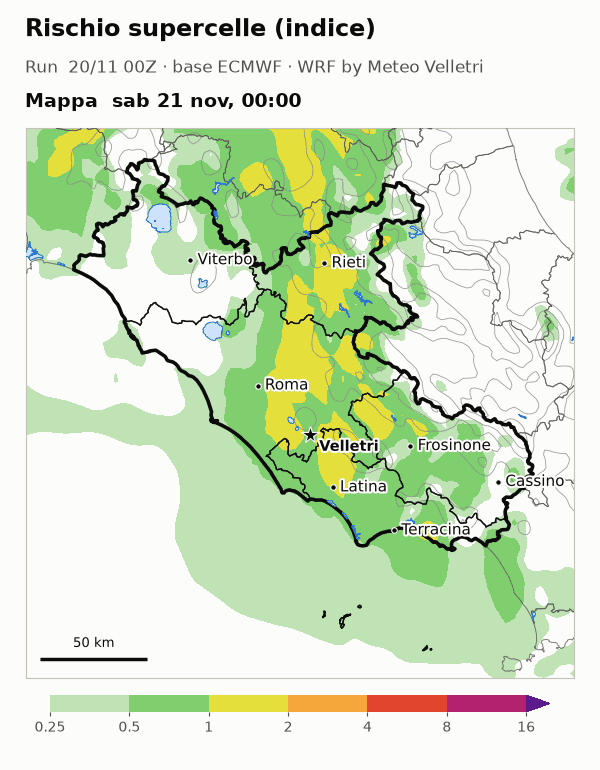 Rischio supercelle (indice)
Run  20/11 00Z · base ECMWF · WRF by Meteo Velletri
Mappa  sab 21 nov, 00:00
Viterbo
Rieti
Roma
Velletri
Frosinone
Latina
Cassino
Terracina
50 km
0.25 0.5 1 2 4 8 16